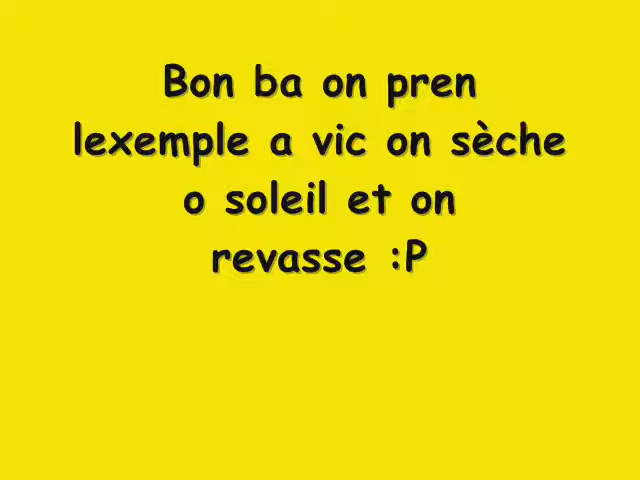 Bon ba on pren
lexemple a vic on sèche
o soleil et on
revasse :P